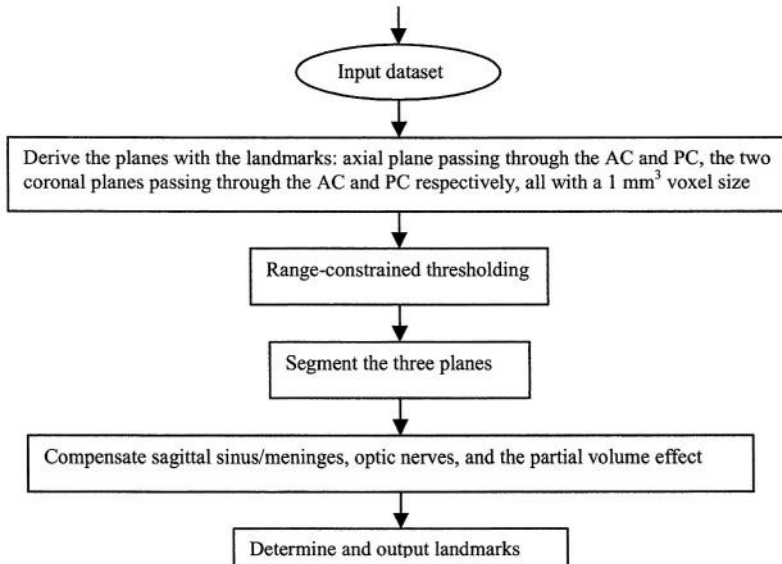 Input dataset
Derive the planes with the landmarks: axial plane passing through the AC and PC, the two
coronal planes passing through the AC and PC respectively, all with a 1 mm³ voxel size
Range-constrained thresholding
Segment the three planes
Compensate sagittal sinus/meninges, optic nerves, and the partial volume effect
Determine and output landmarks